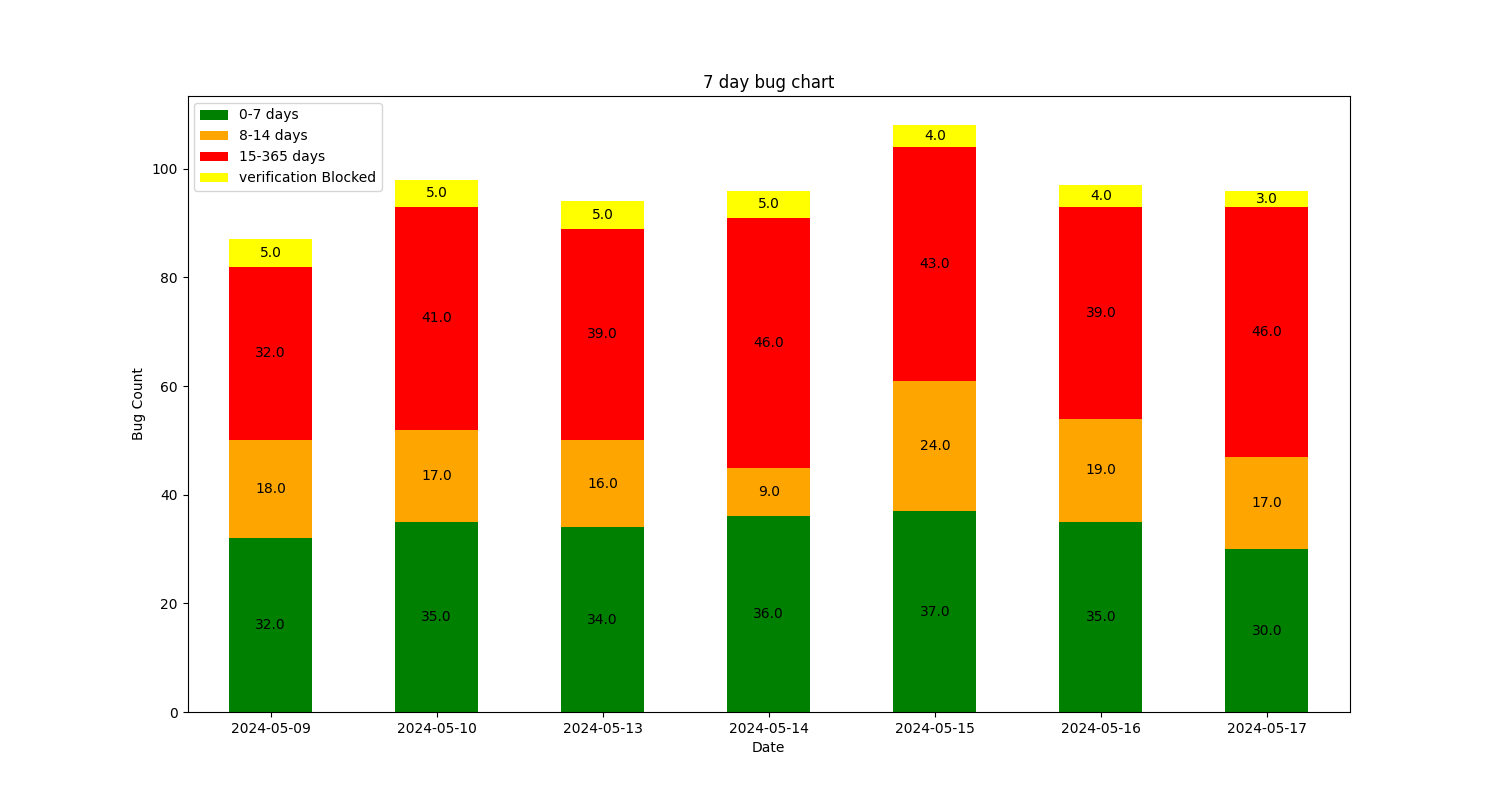 7 day bug chart
0-7 days
8-14 days
15-365 days
verification Blocked
Bug Count
100
80
60
40
20
0
5.0 5.0 5.0 5.0 4.0 4.0 3.0
32.0 41.0 39.0 46.0 43.0 39.0 46.0
18.0 17.0 16.0 9.0 24.0 19.0 17.0
32.0 35.0 34.0 36.0 37.0 35.0 30.0
2024-05-09 2024-05-10 2024-05-13 2024-05-14 2024-05-15 2024-05-16 2024-05-17
Date